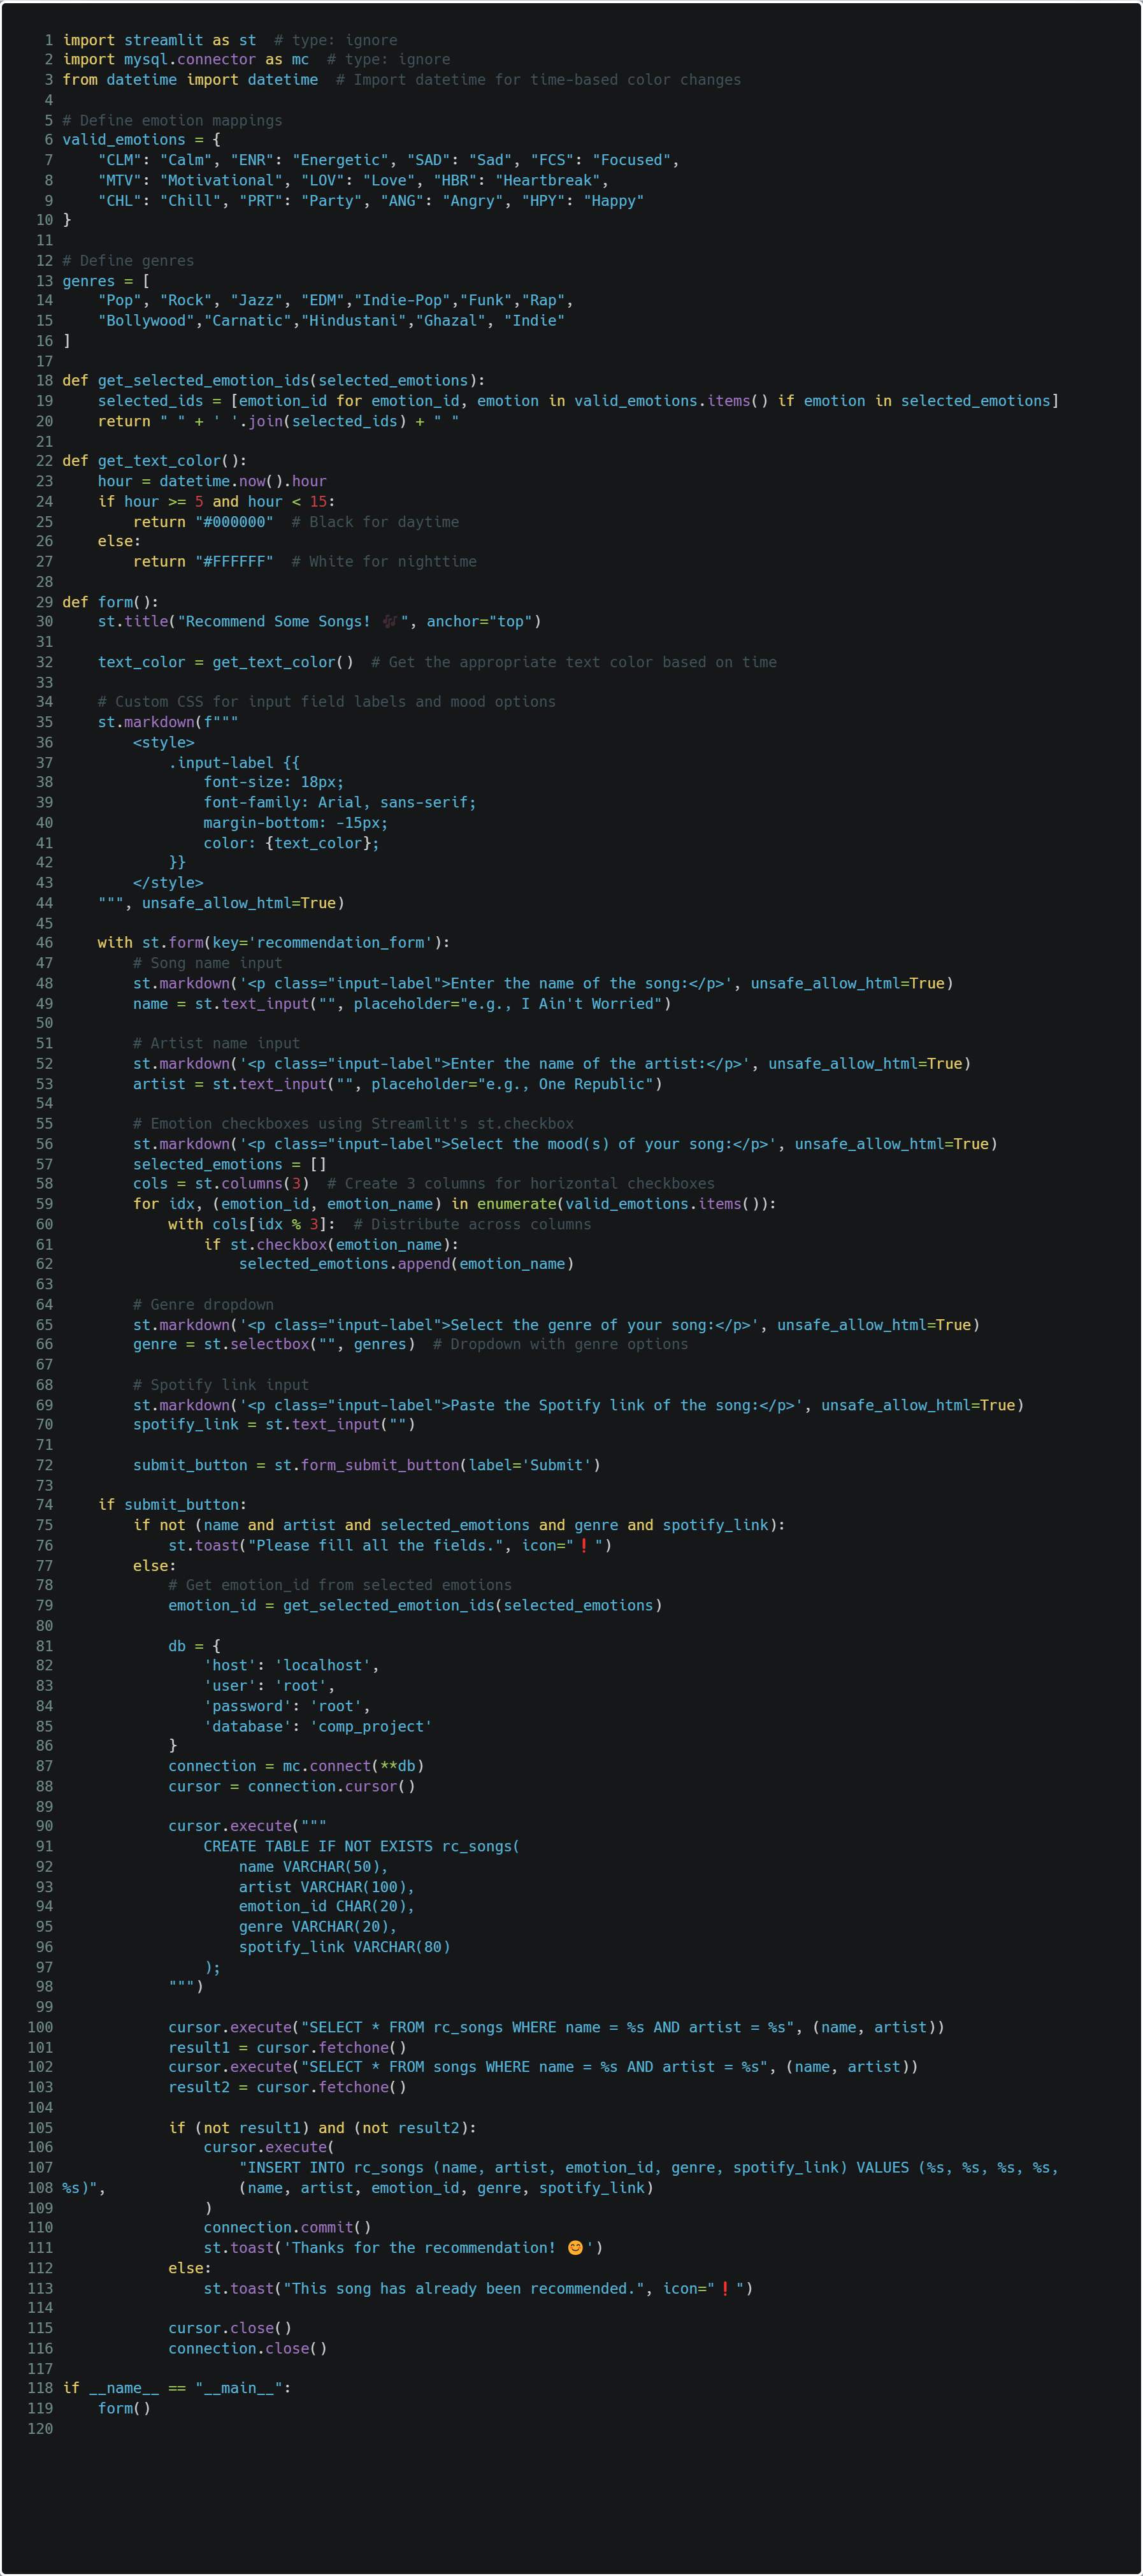 1 import streamlit as st  # type: ignore
2 import mysql.connector as mc  # type: ignore
3 from datetime import datetime  # Import datetime for time-based color changes
4
5 # Define emotion mappings
6 valid_emotions = {
7     "CLM": "Calm", "ENR": "Energetic", "SAD": "Sad", "FCS": "Focused",
8     "MTV": "Motivational", "LOV": "Love", "HBR": "Heartbreak",
9     "CHL": "Chill", "PRT": "Party", "ANG": "Angry", "HPY": "Happy"
10 }
11
12 # Define genres
13 genres = [
14     "Pop", "Rock", "Jazz", "EDM","Indie-Pop","Funk","Rap",
15     "Bollywood","Carnatic","Hindustani","Ghazal", "Indie"
16 ]
17
18 def get_selected_emotion_ids(selected_emotions):
19     selected_ids = [emotion_id for emotion_id, emotion in valid_emotions.items() if emotion in selected_emotions]
20     return " " + ' '.join(selected_ids) + " "
21
22 def get_text_color():
23     hour = datetime.now().hour
24     if hour >= 5 and hour < 15:
25         return "#000000"  # Black for daytime
26     else:
27         return "#FFFFFF"  # White for nighttime
28
29 def form():
30     st.title("Recommend Some Songs! 🎶", anchor="top")
31
32     text_color = get_text_color()  # Get the appropriate text color based on time
33
34     # Custom CSS for input field labels and mood options
35     st.markdown(f"""
36         <style>
37             .input-label {{
38                 font-size: 18px;
39                 font-family: Arial, sans-serif;
40                 margin-bottom: -15px;
41                 color: {text_color};
42             }}
43         </style>
44     """, unsafe_allow_html=True)
45
46     with st.form(key='recommendation_form'):
47         # Song name input
48         st.markdown('<p class="input-label">Enter the name of the song:</p>', unsafe_allow_html=True)
49         name = st.text_input("", placeholder="e.g., I Ain't Worried")
50
51         # Artist name input
52         st.markdown('<p class="input-label">Enter the name of the artist:</p>', unsafe_allow_html=True)
53         artist = st.text_input("", placeholder="e.g., One Republic")
54
55         # Emotion checkboxes using Streamlit's st.checkbox
56         st.markdown('<p class="input-label">Select the mood(s) of your song:</p>', unsafe_allow_html=True)
57         selected_emotions = []
58         cols = st.columns(3)  # Create 3 columns for horizontal checkboxes
59         for idx, (emotion_id, emotion_name) in enumerate(valid_emotions.items()):
60             with cols[idx % 3]:  # Distribute across columns
61                 if st.checkbox(emotion_name):
62                     selected_emotions.append(emotion_name)
63
64         # Genre dropdown
65         st.markdown('<p class="input-label">Select the genre of your song:</p>', unsafe_allow_html=True)
66         genre = st.selectbox("", genres)  # Dropdown with genre options
67
68         # Spotify link input
69         st.markdown('<p class="input-label">Paste the Spotify link of the song:</p>', unsafe_allow_html=True)
70         spotify_link = st.text_input("")
71
72         submit_button = st.form_submit_button(label='Submit')
73
74     if submit_button:
75         if not (name and artist and selected_emotions and genre and spotify_link):
76             st.toast("Please fill all the fields.", icon="❗")
77         else:
78             # Get emotion_id from selected emotions
79             emotion_id = get_selected_emotion_ids(selected_emotions)
80
81             db = {
82                 'host': 'localhost',
83                 'user': 'root',
84                 'password': 'root',
85                 'database': 'comp_project'
86             }
87             connection = mc.connect(**db)
88             cursor = connection.cursor()
89
90             cursor.execute("""
91                 CREATE TABLE IF NOT EXISTS rc_songs(
92                     name VARCHAR(50),
93                     artist VARCHAR(100),
94                     emotion_id CHAR(20),
95                     genre VARCHAR(20),
96                     spotify_link VARCHAR(80)
97                 );
98             """)
99
100             cursor.execute("SELECT * FROM rc_songs WHERE name = %s AND artist = %s", (name, artist))
101             result1 = cursor.fetchone()
102             cursor.execute("SELECT * FROM songs WHERE name = %s AND artist = %s", (name, artist))
103             result2 = cursor.fetchone()
104
105             if (not result1) and (not result2):
106                 cursor.execute(
107                     "INSERT INTO rc_songs (name, artist, emotion_id, genre, spotify_link) VALUES (%s, %s, %s, %s,
108 %s)",               (name, artist, emotion_id, genre, spotify_link)
109                 )
110                 connection.commit()
111                 st.toast('Thanks for the recommendation! 😊')
112             else:
113                 st.toast("This song has already been recommended.", icon="❗")
114
115             cursor.close()
116             connection.close()
117
118 if __name__ == "__main__":
119     form()
120